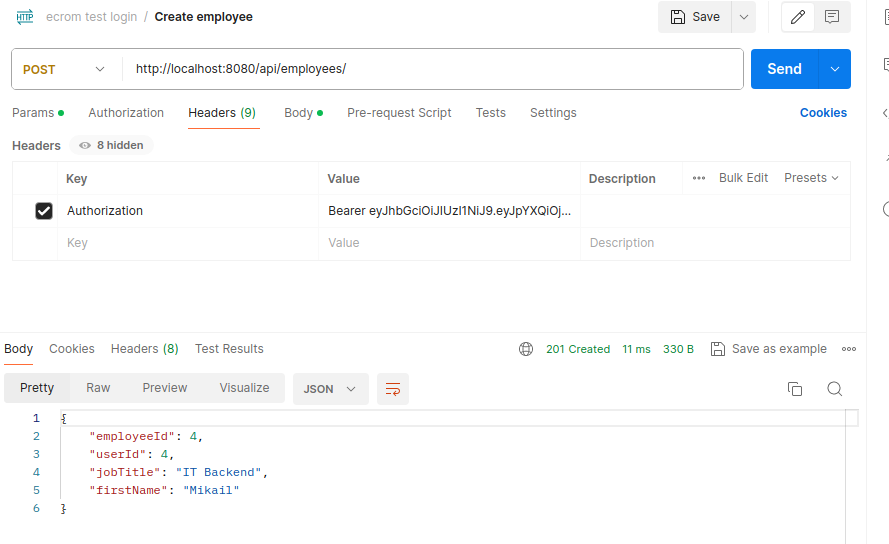 HTTP ecrom test login / Create employee Save
POST http://localhost:8080/api/employees/ Send
Params Authorization Headers (9) Body Pre-request Script Tests Settings Cookies
Headers 8 hidden
Key Value Description Bulk Edit Presets
Authorization Bearer eyJhbGciOiJIUzI1NiJ9.eyJpYXQiOj...
Key Value Description
Body Cookies Headers (8) Test Results 201 Created 11 ms 330 B Save as example
Pretty Raw Preview Visualize JSON
1 {
2 "employeeId": 4,
3 "userId": 4,
4 "jobTitle": "IT Backend",
5 "firstName": "Mikail"
6 }